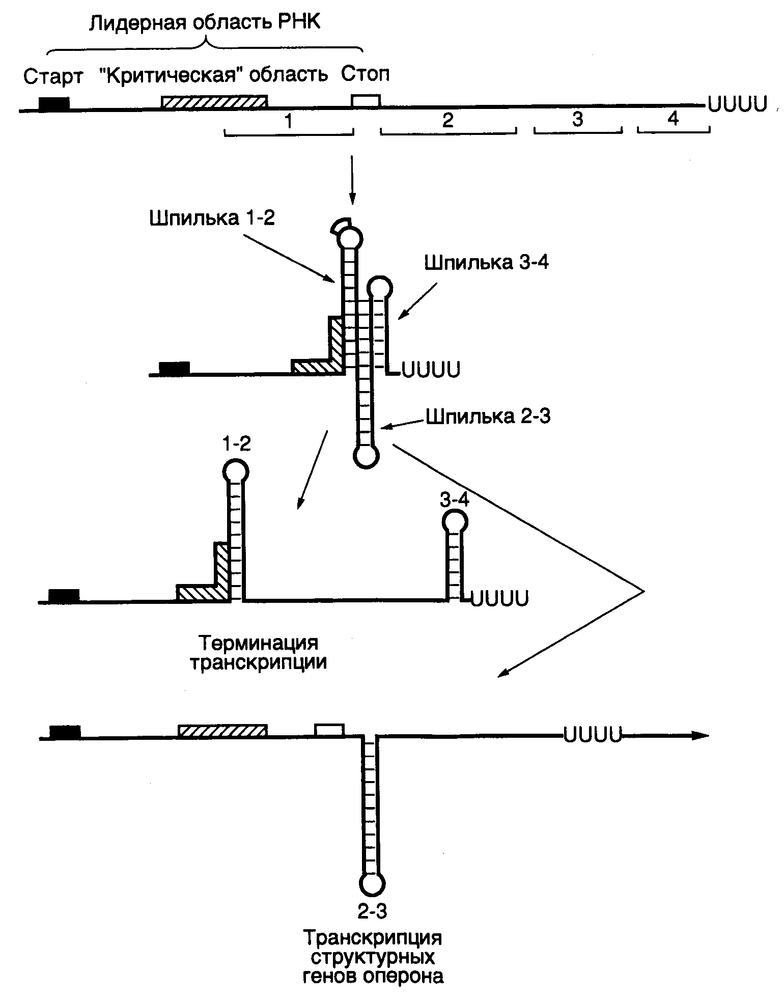 Лидерная область РНК
Старт "Критическая" область Стоп
UUUU
1 2 3 4
Шпилька 1-2
Шпилька 3-4
UUUU
Шпилька 2-3
1-2
3-4
UUUU
Терминация
транскрипции
UUUU
2-3
Транскрипция
структурных
генов оперона